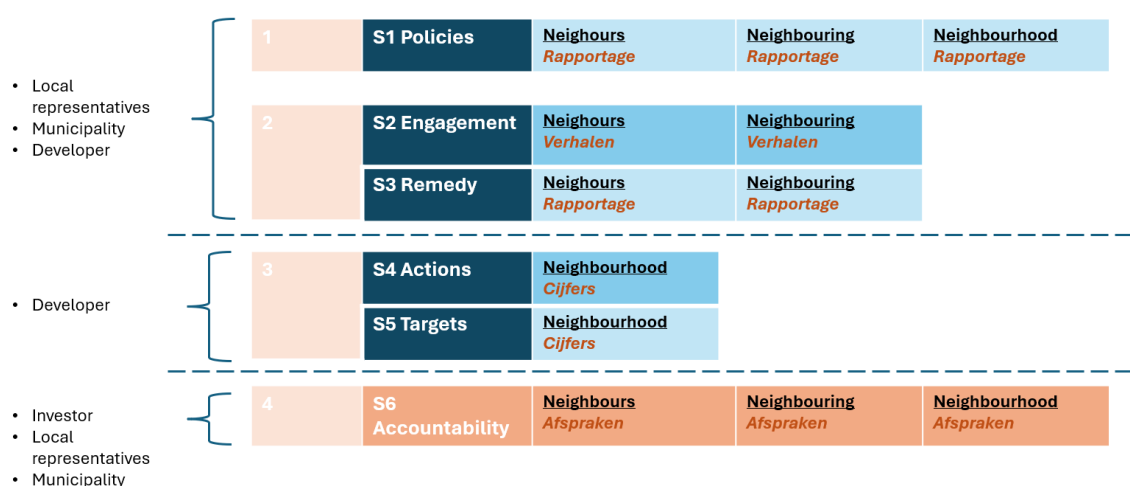 1
S1 Policies
Neighours
Neighbouring
Neighbourhood
Rapportage
Rapportage
Rapportage
• Local
representatives
• Municipality
• Developer
2
S2 Engagement
Neighours
Neighbouring
Verhalen
Verhalen
S3 Remedy
Neighours
Neighbouring
Rapportage
Rapportage
• Developer
3
S4 Actions
Neighbourhood
Cijfers
S5 Targets
Neighbourhood
Cijfers
• Investor
• Local
representatives
• Municipality
4
S6
Accountability
Neighbours
Neighbouring
Neighbourhood
Afspraken
Afspraken
Afspraken